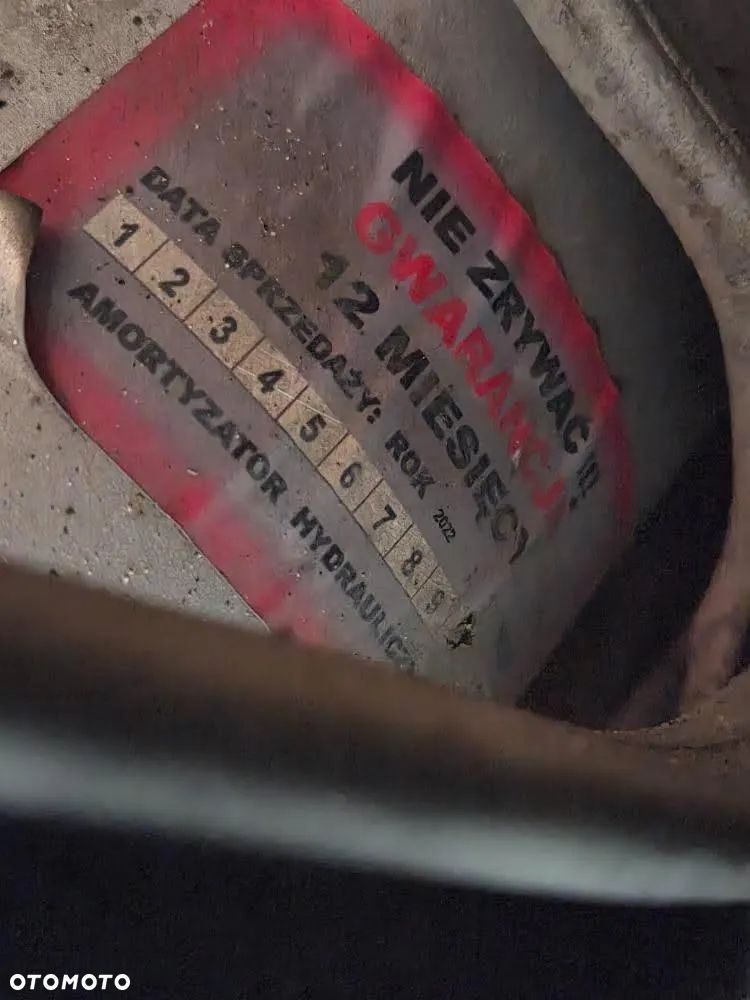 NIE ZRYWAĆ !!!
GWARANCJ
12 MIESIĘCY
DATA SPRZEDAŻY: ROK 2022
1 2 3 4 5 6 7 8 9
AMORTYZATOR HYDRAULICZ
OTOMOTO